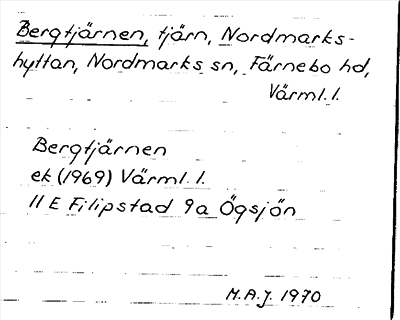 Bergtjärnen, tjärn, Nordmarks-
hyttan, Nordmarks sn, Färnebo hd,
Värml. l.
Bergtjärnen
ek (1969) Värml. l.
11 E Filipstad 9a Ögsjön
M.A.J. 1970